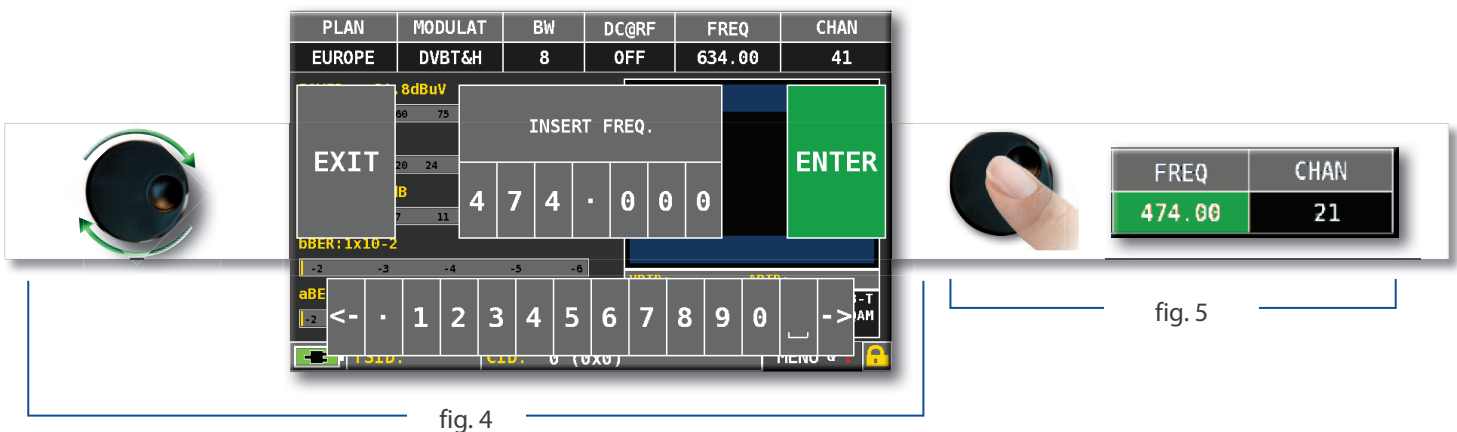 PLAN MODULAT BW DC@RF FREQ CHAN
EUROPE DVBT&H 8 OFF 634.00 41
.8dBuV
60 75
INSERT FREQ.
EXIT
20 24
ENTER
4 7 4 . 0 0 0
11
bBER:1x10-2
-2 -3 -4 -5 -6
aBE
-2
<- . 1 2 3 4 5 6 7 8 9 0 ⎵ ->
TSID: CID: 0 (0x0) MENU &
FREQ CHAN
474.00 21
fig. 4
fig. 5